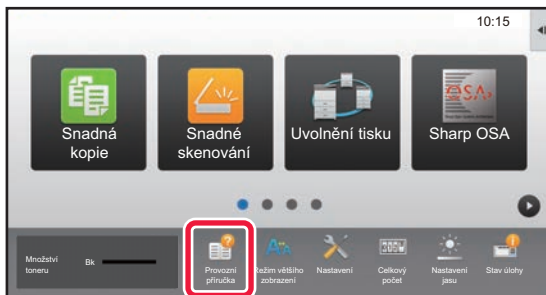 10:15
Snadná
kopie
Snadné
skenování
Uvolnění tisku
Sharp OSA
OSA
Množství
toneru
Bk
Provozní
příručka
Režim většího
zobrazení
Nastavení
Celkový
počet
Nastavení
jasu
Stav úlohy